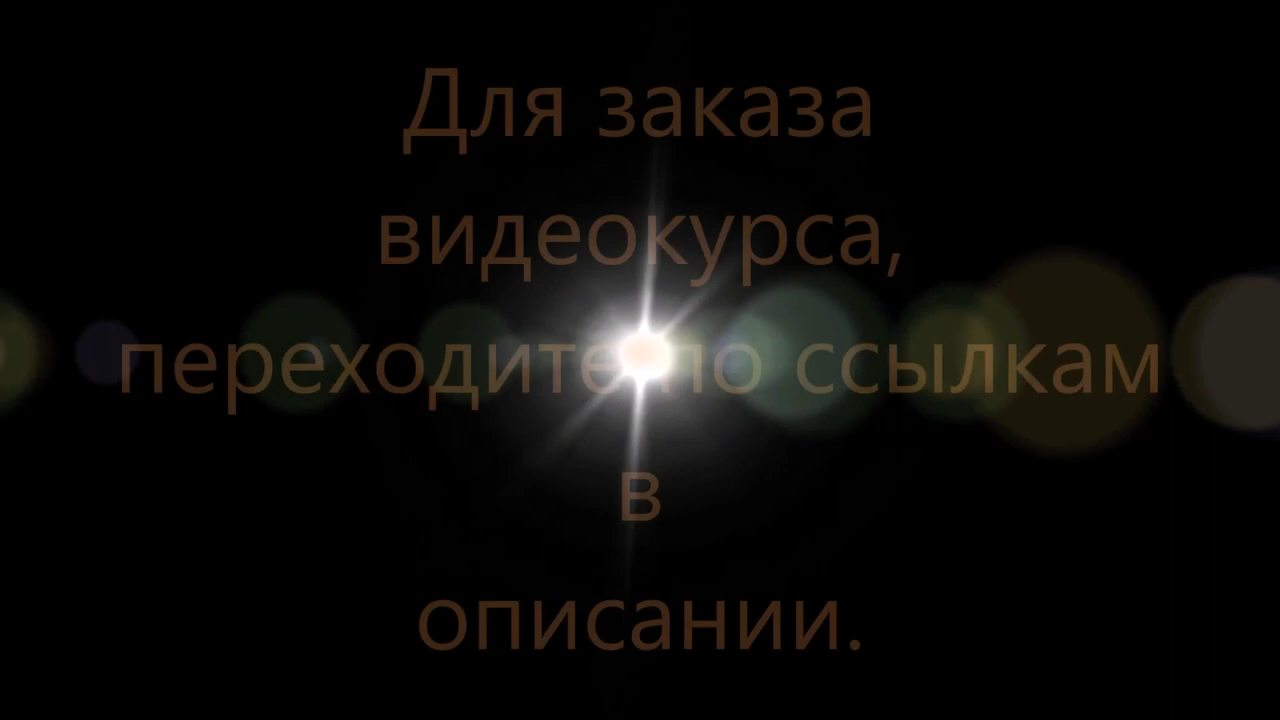 Для заказа
видеокурса,
переходите по ссылкам
в
описании.